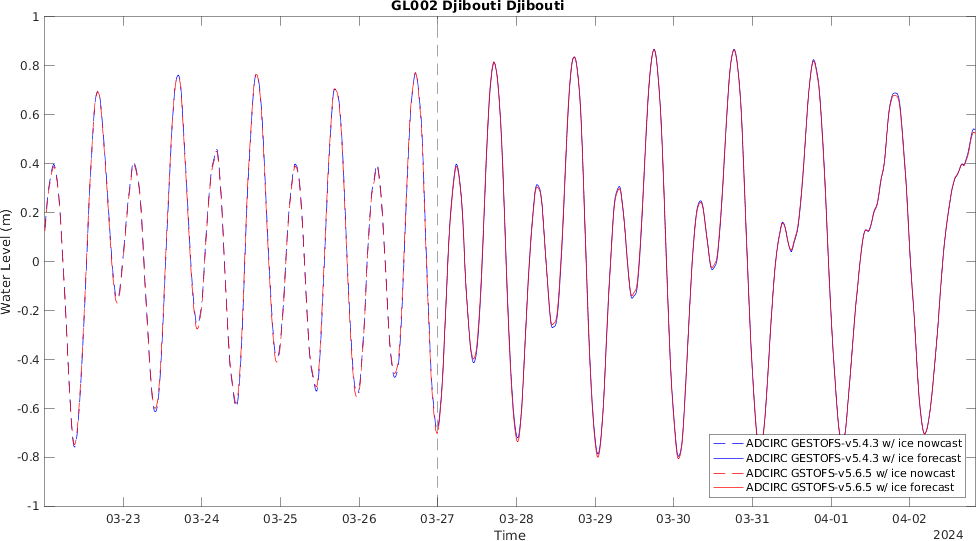 GL002 Djibouti Djibouti
1
0.8
0.6
0.4
0.2
0
-0.2
-0.4
-0.6
-0.8
-1
Water Level (m)
ADCIRC GESTOFS-v5.4.3 w/ ice nowcast
ADCIRC GESTOFS-v5.4.3 w/ ice forecast
ADCIRC GSTOFS-v5.6.5 w/ ice nowcast
ADCIRC GSTOFS-v5.6.5 w/ ice forecast
03-23 03-24 03-25 03-26 03-27 03-28 03-29 03-30 03-31 04-01 04-02
Time
2024